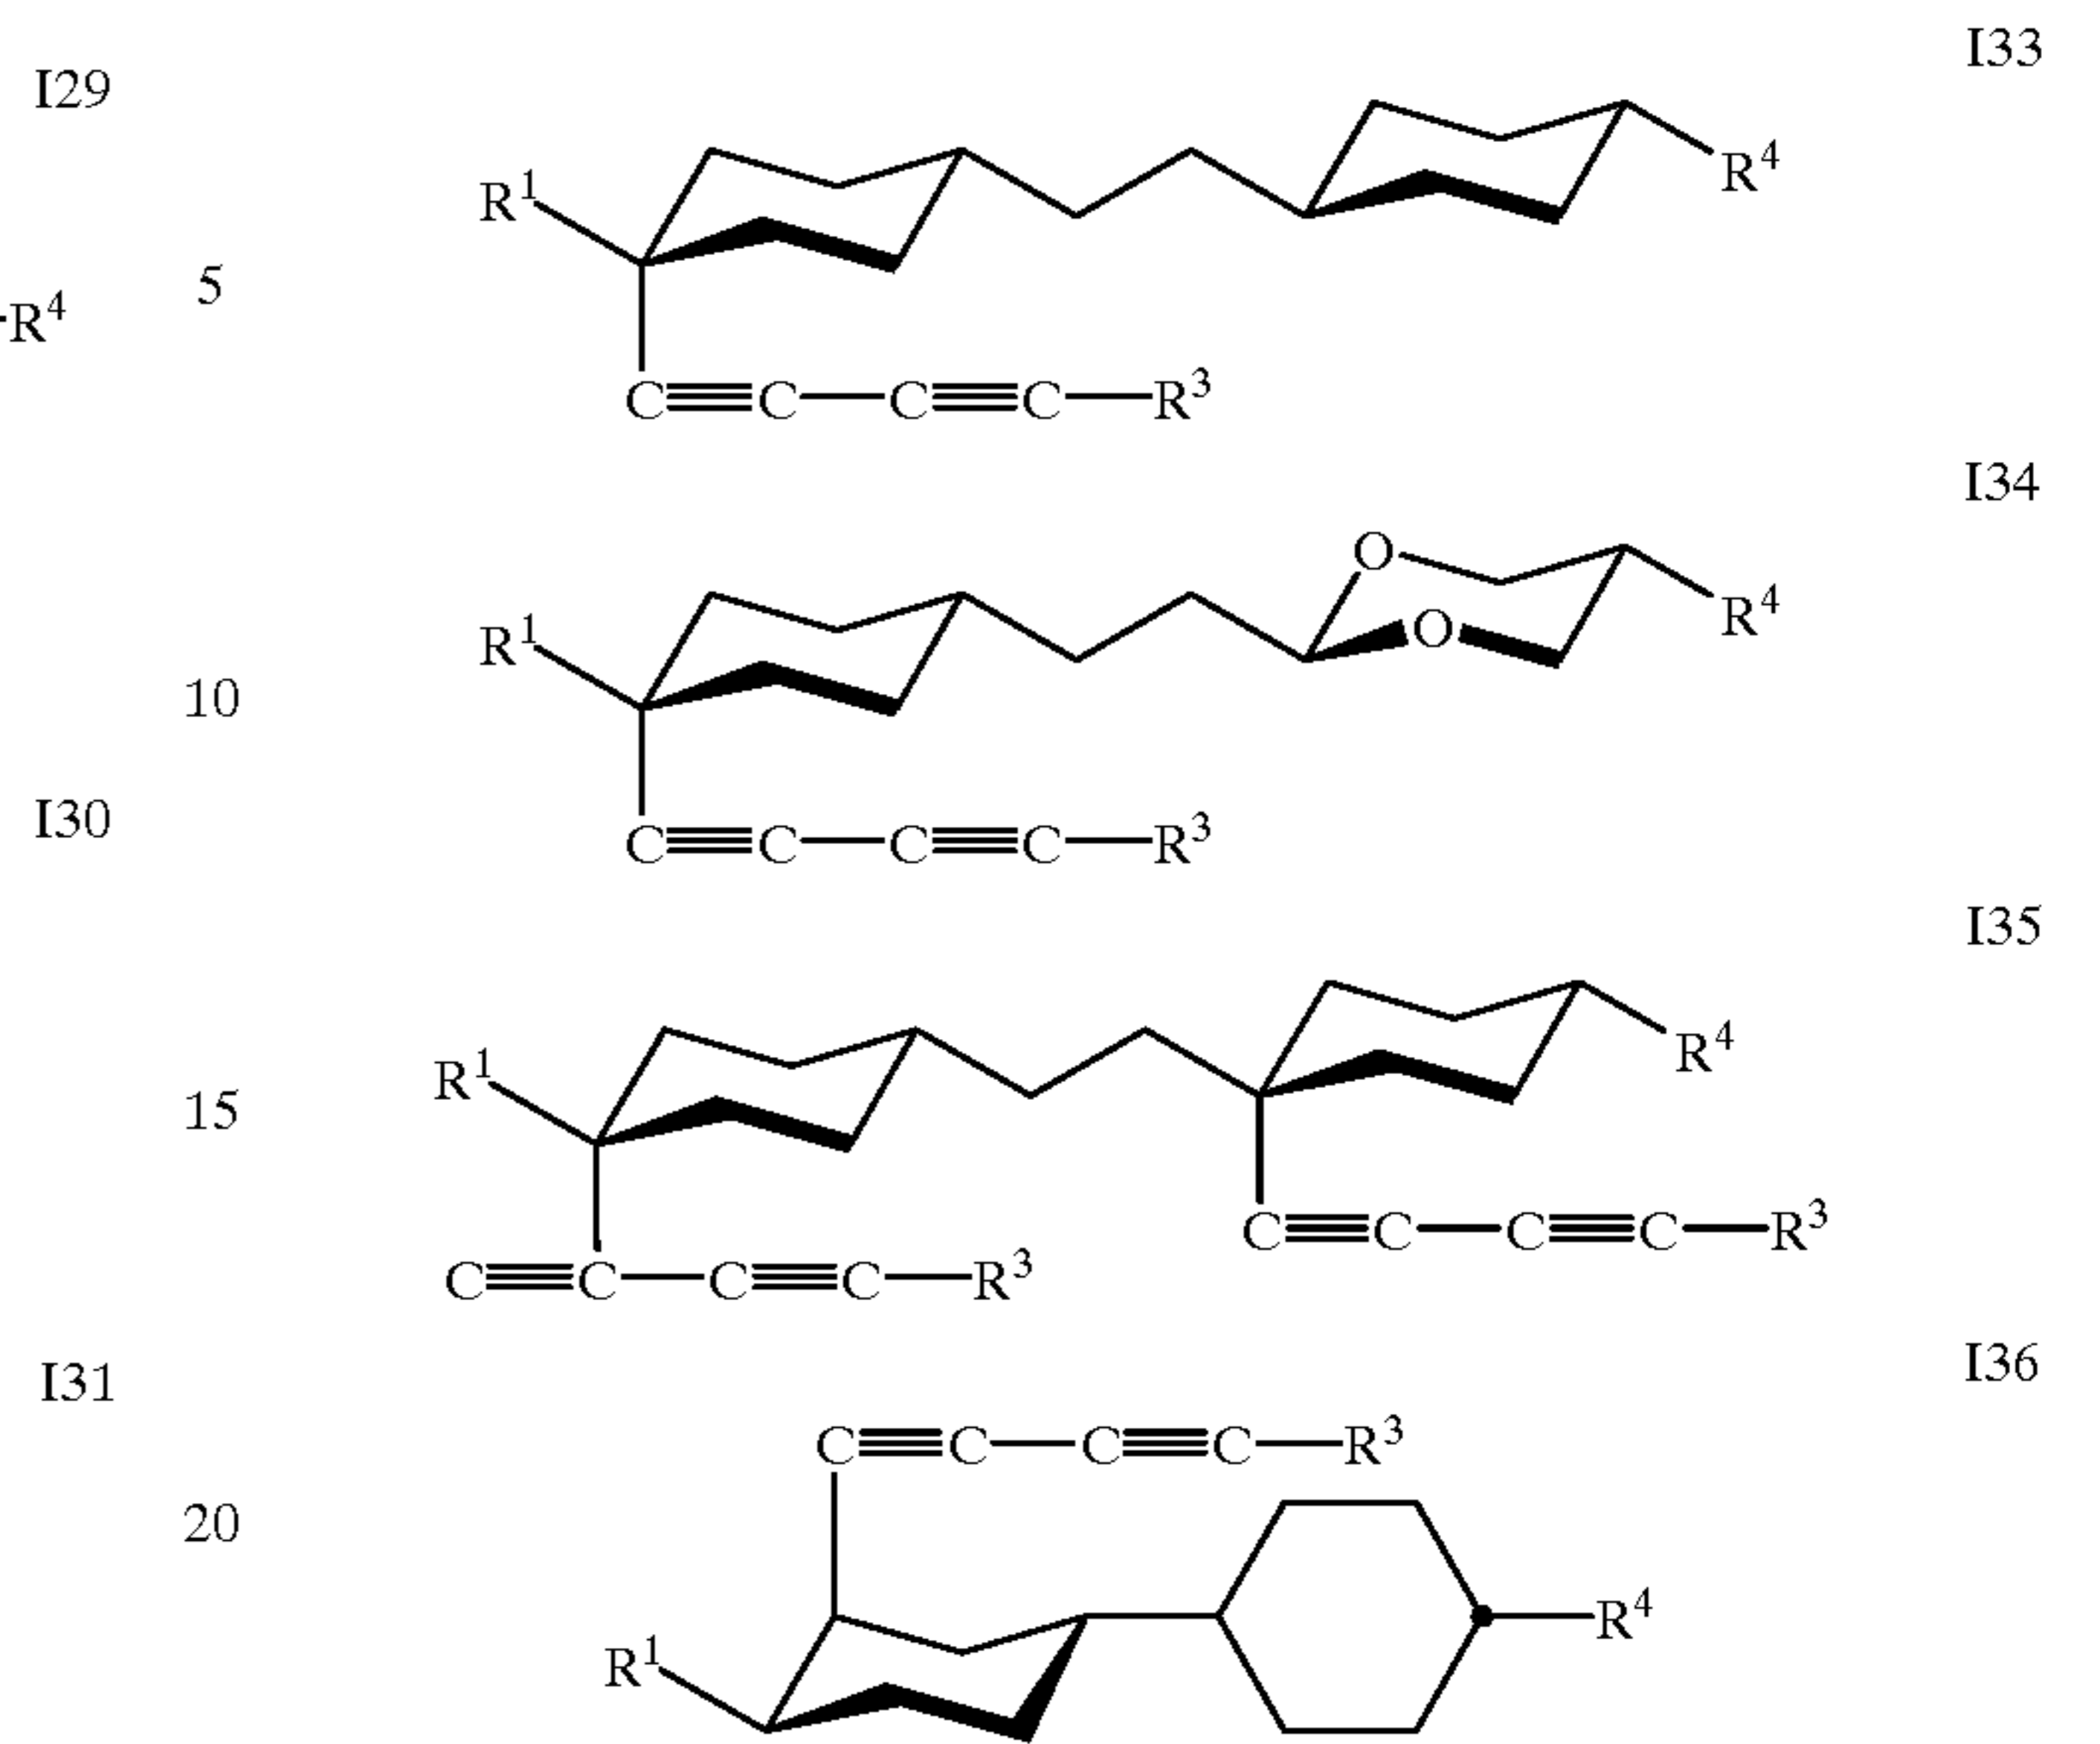 I29
I33
R¹
R⁴
5
-R⁴
C≡C—C≡C—R³
I34
O
O
R¹
R⁴
10
I30
C≡C—C≡C—R³
I35
R¹
R⁴
15
C≡C—C≡C—R³
C≡C—C≡C—R³
I31
I36
C≡C—C≡C—R³
20
R¹
R⁴